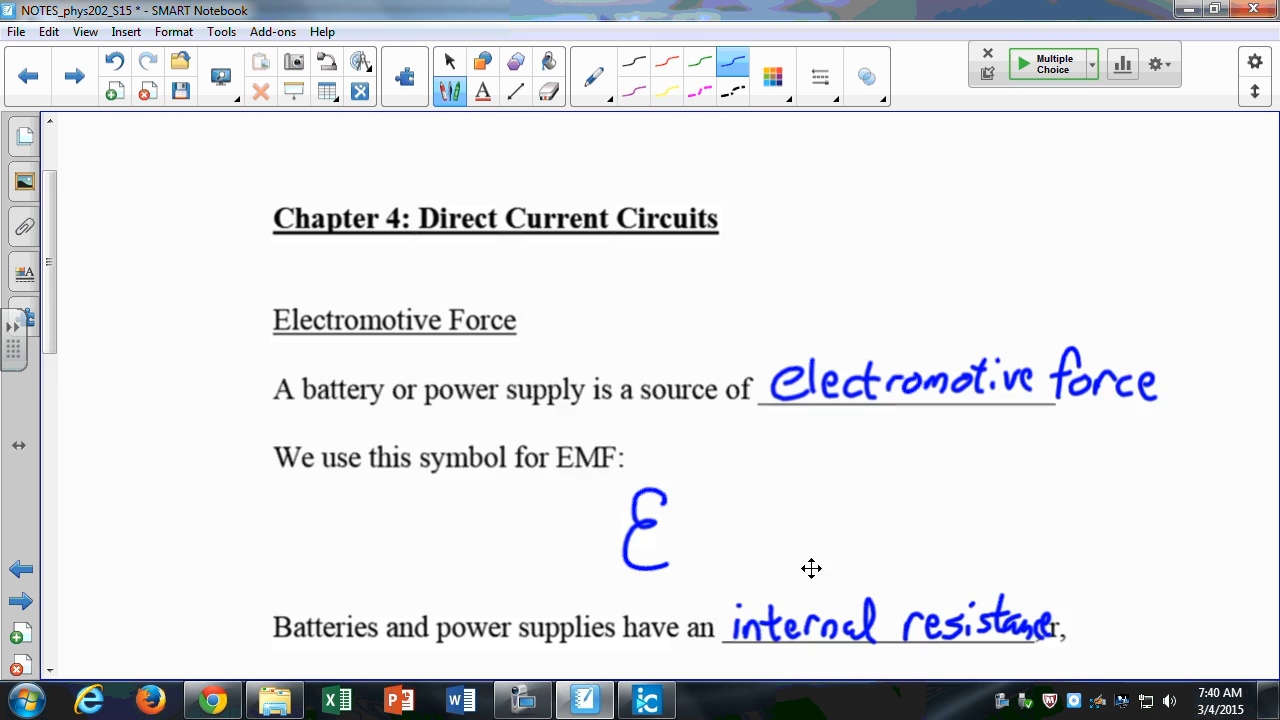 NOTES_phys202_S15 * - SMART Notebook
File Edit View Insert Format Tools Add-ons Help
Multiple
Choice
Chapter 4: Direct Current Circuits
Electromotive Force
A battery or power supply is a source of electromotive force
We use this symbol for EMF:
ℰ
Batteries and power supplies have an internal resistance r,
7:40 AM
3/4/2015